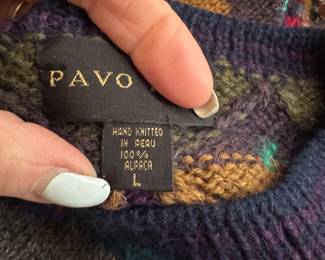 PAVO
HAND KNITTED
IN PERU
100%
ALPACA
L